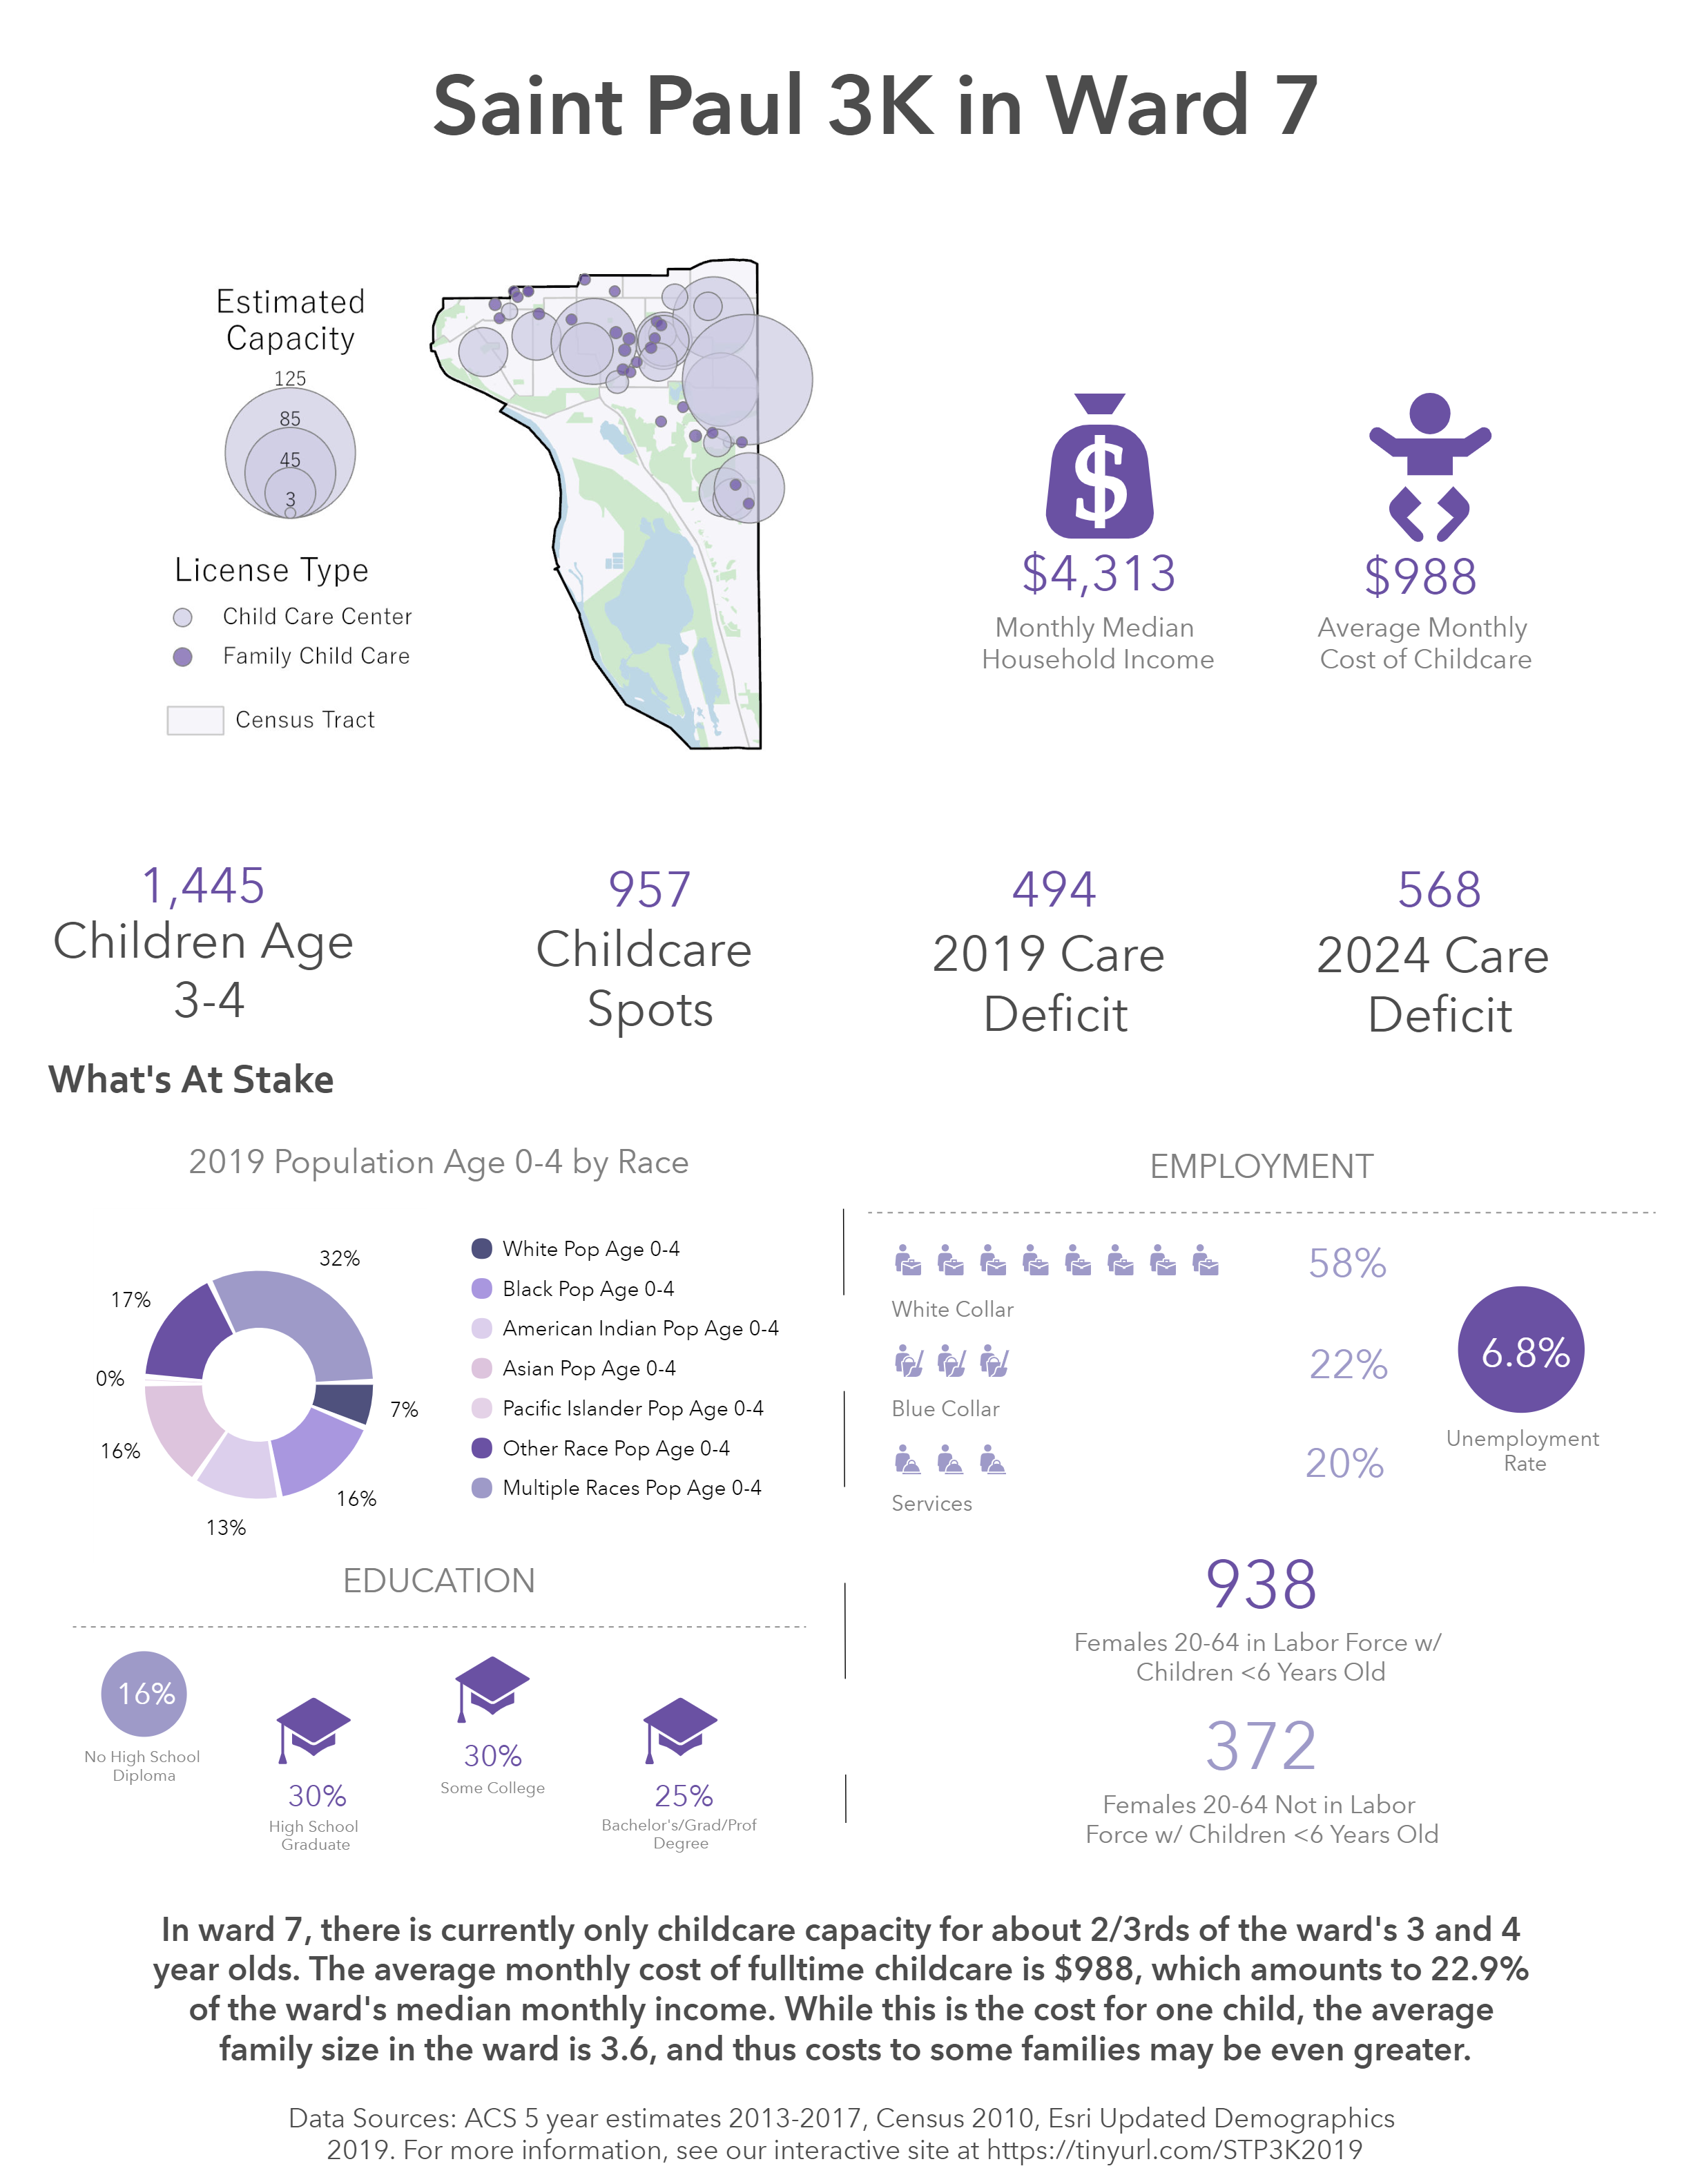 Saint Paul 3K in Ward 7
Estimated
Capacity
125
85
45
3
License Type
Child Care Center
Family Child Care
Census Tract
$
$4,313
Monthly Median
Household Income
$988
Average Monthly
Cost of Childcare
1,445
Children Age
3-4
957
Childcare
Spots
494
2019 Care
Deficit
568
2024 Care
Deficit
What's At Stake
2019 Population Age 0-4 by Race
32%
17%
0%
7%
16%
16%
13%
White Pop Age 0-4
Black Pop Age 0-4
American Indian Pop Age 0-4
Asian Pop Age 0-4
Pacific Islander Pop Age 0-4
Other Race Pop Age 0-4
Multiple Races Pop Age 0-4
EMPLOYMENT
58%
White Collar
22%
Blue Collar
20%
Services
6.8%
Unemployment
Rate
EDUCATION
16%
No High School
Diploma
30%
High School
Graduate
30%
Some College
25%
Bachelor's/Grad/Prof
Degree
938
Females 20-64 in Labor Force w/
Children <6 Years Old
372
Females 20-64 Not in Labor
Force w/ Children <6 Years Old
In ward 7, there is currently only childcare capacity for about 2/3rds of the ward's 3 and 4
year olds. The average monthly cost of fulltime childcare is $988, which amounts to 22.9%
of the ward's median monthly income. While this is the cost for one child, the average
family size in the ward is 3.6, and thus costs to some families may be even greater.
Data Sources: ACS 5 year estimates 2013-2017, Census 2010, Esri Updated Demographics
2019. For more information, see our interactive site at https://tinyurl.com/STP3K2019